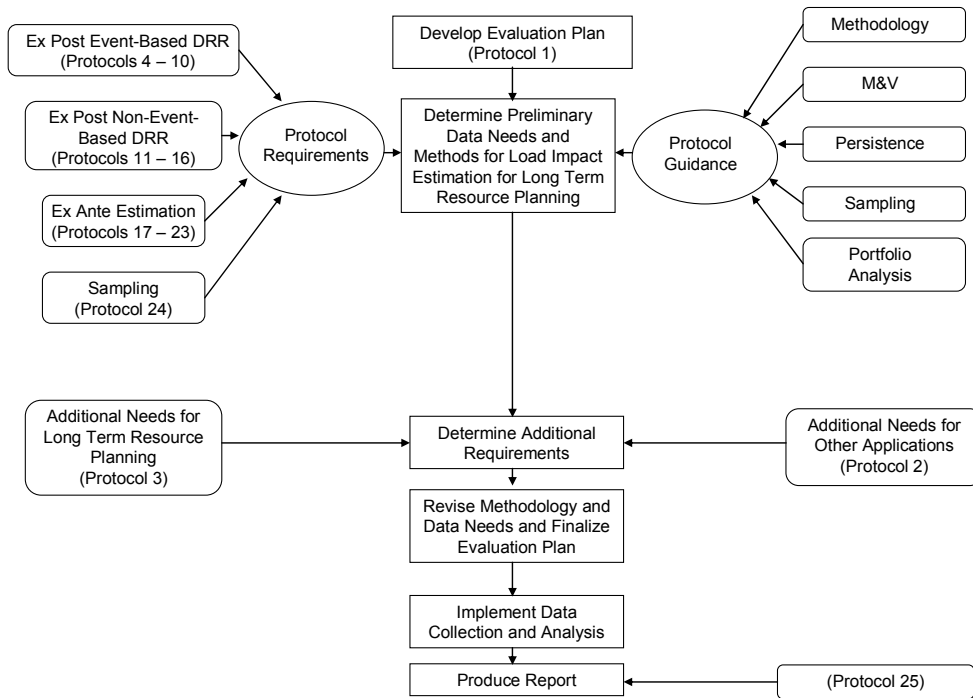 Ex Post Event-Based DRR
(Protocols 4 – 10)
Ex Post Non-Event-
Based DRR
(Protocols 11 – 16)
Ex Ante Estimation
(Protocols 17 – 23)
Sampling
(Protocol 24)
Protocol
Requirements
Develop Evaluation Plan
(Protocol 1)
Determine Preliminary
Data Needs and
Methods for Load Impact
Estimation for Long Term
Resource Planning
Protocol
Guidance
Methodology
M&V
Persistence
Sampling
Portfolio
Analysis
Additional Needs for
Long Term Resource
Planning
(Protocol 3)
Determine Additional
Requirements
Additional Needs for
Other Applications
(Protocol 2)
Revise Methodology and
Data Needs and Finalize
Evaluation Plan
Implement Data
Collection and Analysis
Produce Report
(Protocol 25)